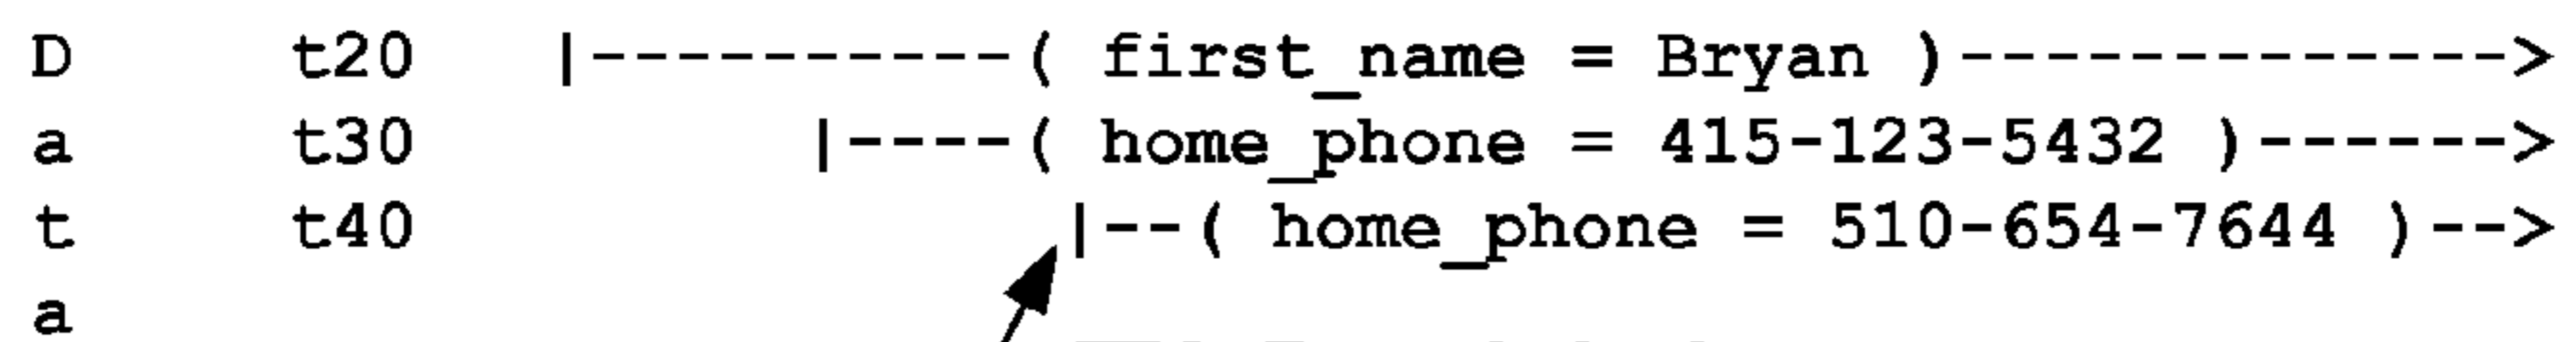 D t20 |----------( first_name = Bryan )------------->
a t30 |----( home_phone = 415-123-5432 )------>
t t40 |--( home_phone = 510-654-7644 )-->
a